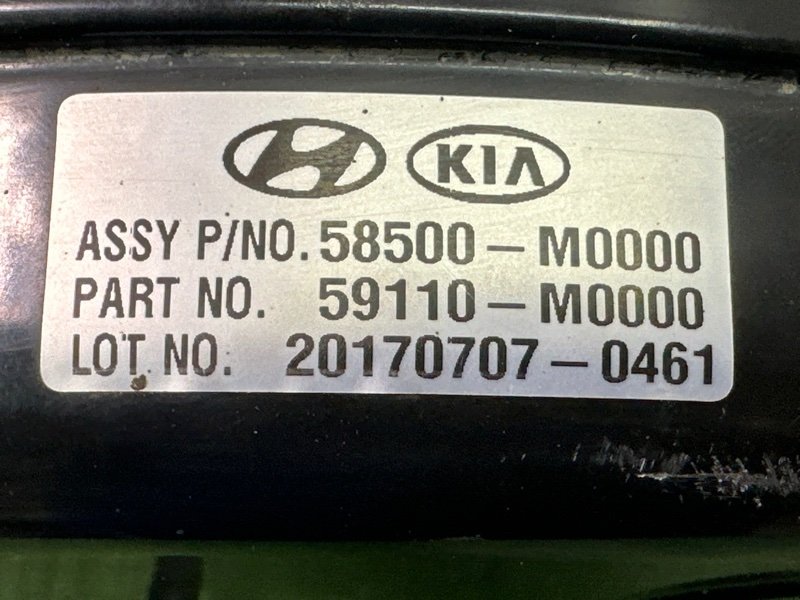 KIA
ASSY P/NO. 58500 - M0000
PART NO. 59110 - M0000
LOT NO. 20170707 - 0461